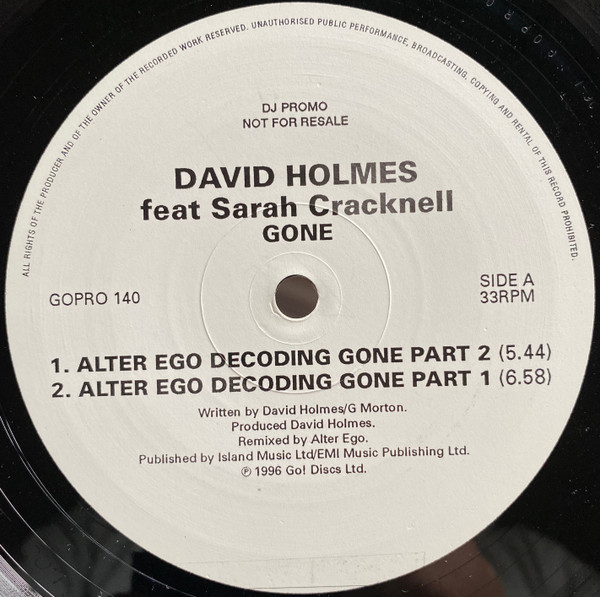 ALL RIGHTS OF THE PRODUCER AND OF THE OWNER OF THE RECORDED WORK RESERVED. UNAUTHORISED PUBLIC PERFORMANCE, BROADCASTING, COPYING AND RENTAL OF THIS RECORD PROHIBITED.
DJ PROMO
NOT FOR RESALE
DAVID HOLMES
feat Sarah Cracknell
GONE
GOPRO 140
SIDE A
33RPM
1. ALTER EGO DECODING GONE PART 2 (5.44)
2. ALTER EGO DECODING GONE PART 1 (6.58)
Written by David Holmes/G Morton.
Produced David Holmes.
Remixed by Alter Ego.
Published by Island Music Ltd/EMI Music Publishing Ltd.
℗ 1996 Go! Discs Ltd.